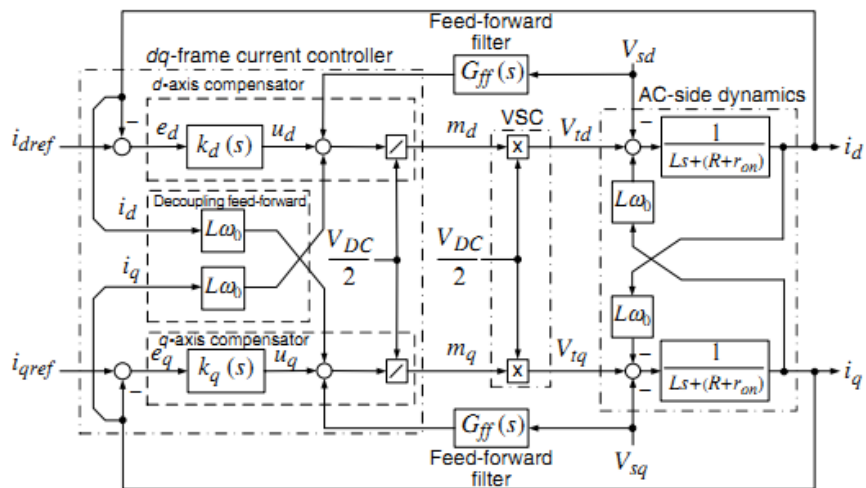 Feed-forward
filter
V_sd
dq-frame current controller
d-axis compensator
G_ff(s)
AC-side dynamics
VSC
i_dref
−
e_d
k_d(s)
u_d
m_d
x
V_td
−
1
Ls+(R+r_on)
i_d
i_d
Decoupling feed-forward
Lω_0
Lω_0
V_DC
2
V_DC
2
i_q
Lω_0
Lω_0
q-axis compensator
i_qref
−
e_q
k_q(s)
u_q
m_q
x
V_tq
−
−
1
Ls+(R+r_on)
i_q
G_ff(s)
Feed-forward
filter
V_sq